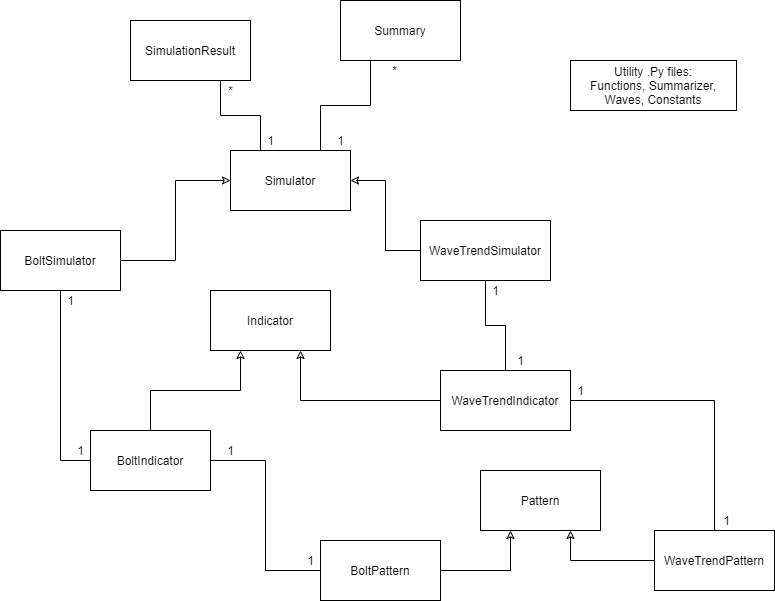 Summary
SimulationResult
Utility .Py files:
Functions, Summarizer,
Waves, Constants
*
*
1
1
Simulator
WaveTrendSimulator
BoltSimulator
1
1
Indicator
1
WaveTrendIndicator
1
1
BoltIndicator
1
Pattern
1
1
BoltPattern
WaveTrendPattern